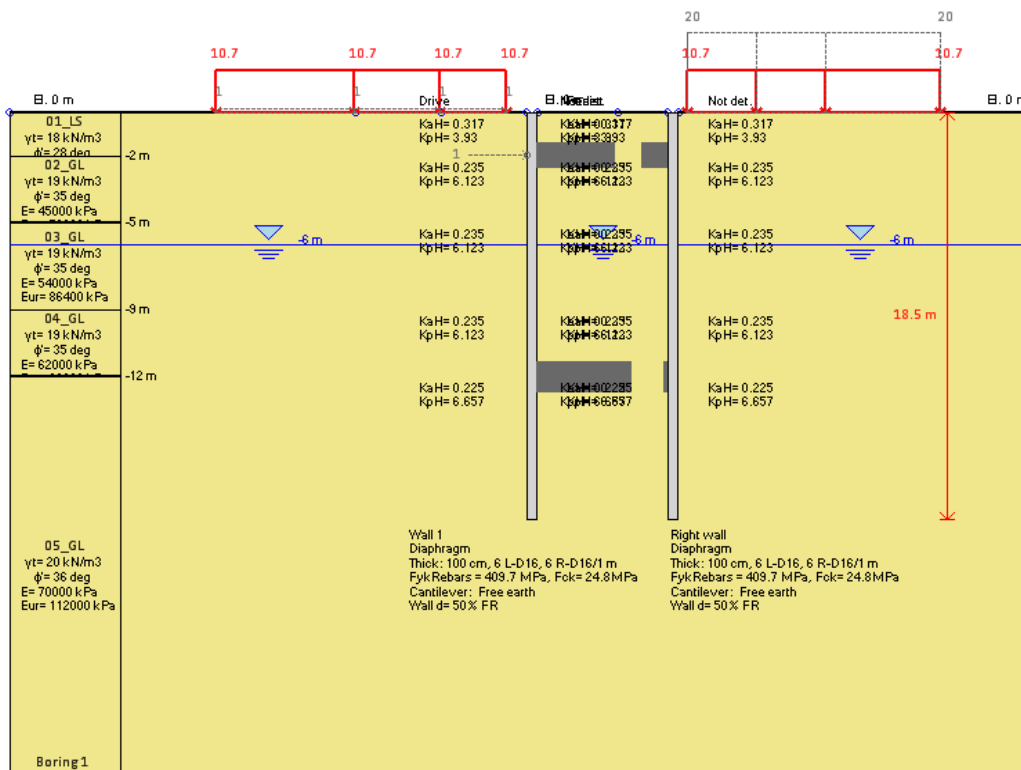 20 20
10.7 10.7 10.7 10.7 10.7 10.7
1 1 1 1
El. 0 m
El. 0 m
01_LS
γt= 18 kN/m3
ϕ'= 28 deg
-2 m
02_GL
γt= 19 kN/m3
ϕ'= 35 deg
E= 45000 kPa
-5 m
03_GL
γt= 19 kN/m3
ϕ'= 35 deg
E= 54000 kPa
Eur= 86400 kPa
-9 m
04_GL
γt= 19 kN/m3
ϕ'= 35 deg
E= 62000 kPa
-12 m
05_GL
γt= 20 kN/m3
ϕ'= 36 deg
E= 70000 kPa
Eur= 112000 kPa
Boring 1
Drive
KaH= 0.317
KpH= 3.93
1
KaH= 0.235
KpH= 6.123
KaH= 0.235
KpH= 6.123
KaH= 0.235
KpH= 6.123
KaH= 0.225
KpH= 6.657
-6 m
-6 m
-6 m
Not det.
KaH= 0.317
KpH= 3.93
KaH= 0.235
KpH= 6.123
KaH= 0.235
KpH= 6.123
KaH= 0.235
KpH= 6.123
KaH= 0.225
KpH= 6.657
18.5 m
Wall 1
Diaphragm
Thick: 100 cm, 6 L-D16, 6 R-D16/1 m
FykRebars = 409.7 MPa, Fck= 24.8MPa
Cantilever: Free earth
Wall d= 50% FR
Right wall
Diaphragm
Thick: 100 cm, 6 L-D16, 6 R-D16/1 m
FykRebars = 409.7 MPa, Fck= 24.8MPa
Cantilever: Free earth
Wall d= 50% FR